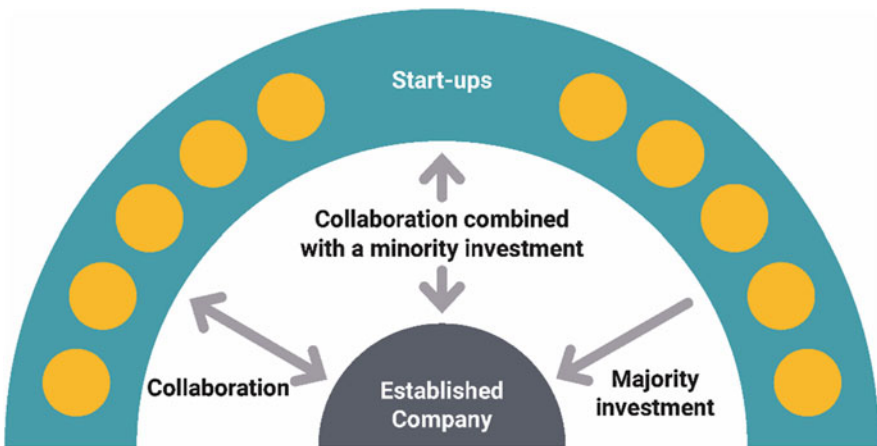 Start-ups
Collaboration combined
with a minority investment
Collaboration
Established
Company
Majority
investment